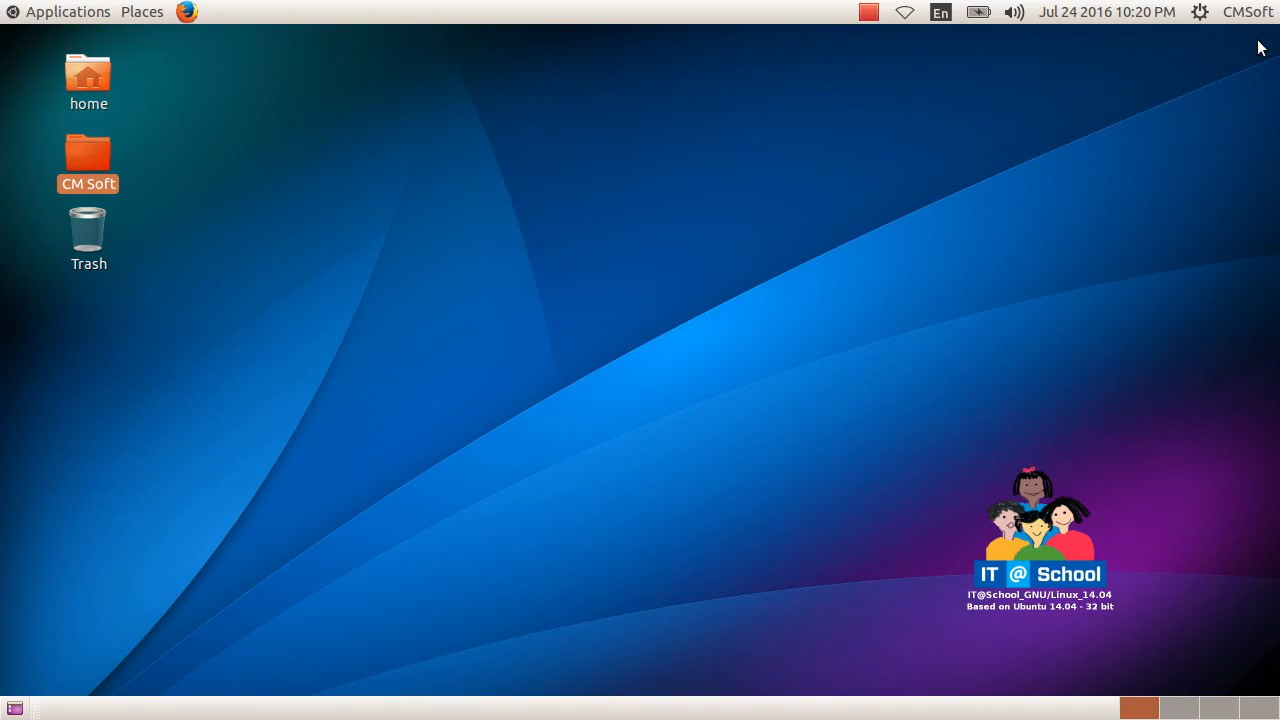 Applications Places En Jul 24 2016 10:20 PM CMSoft
home
CM Soft
Trash
IT @ School
IT@School_GNU/Linux_14.04
Based on Ubuntu 14.04 - 32 bit